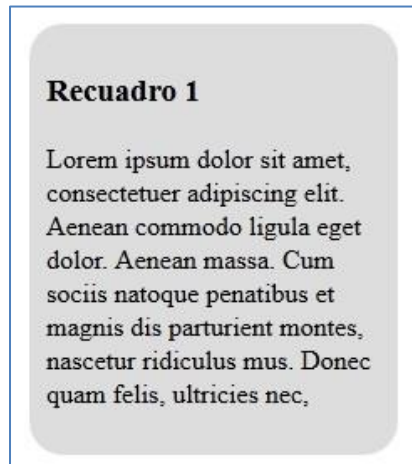 Recuadro 1
Lorem ipsum dolor sit amet,
consectetuer adipiscing elit.
Aenean commodo ligula eget
dolor. Aenean massa. Cum
sociis natoque penatibus et
magnis dis parturient montes,
nascetur ridiculus mus. Donec
quam felis, ultricies nec,